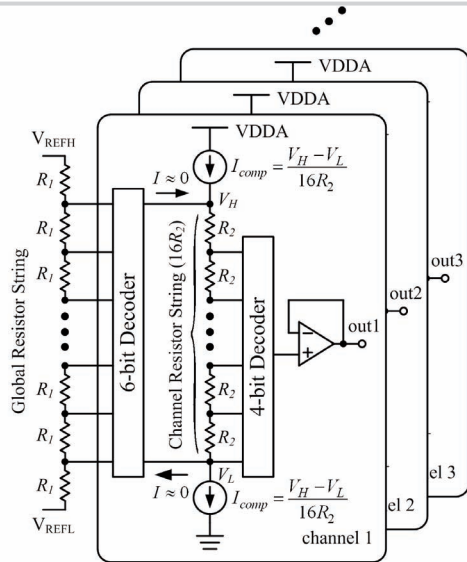 VDDA
VDDA
VDDA
V_REFH
V_REFL
Global Resistor String
R_1
R_1
R_1
R_1
R_1
R_1
6-bit Decoder
I ≈ 0
I_comp = (V_H − V_L) / 16R_2
V_H
Channel Resistor String (16R_2)
R_2
R_2
R_2
R_2
4-bit Decoder
−
+
out1
out2
out3
V_L
I ≈ 0
I_comp = (V_H − V_L) / 16R_2
channel 1
el 2
el 3